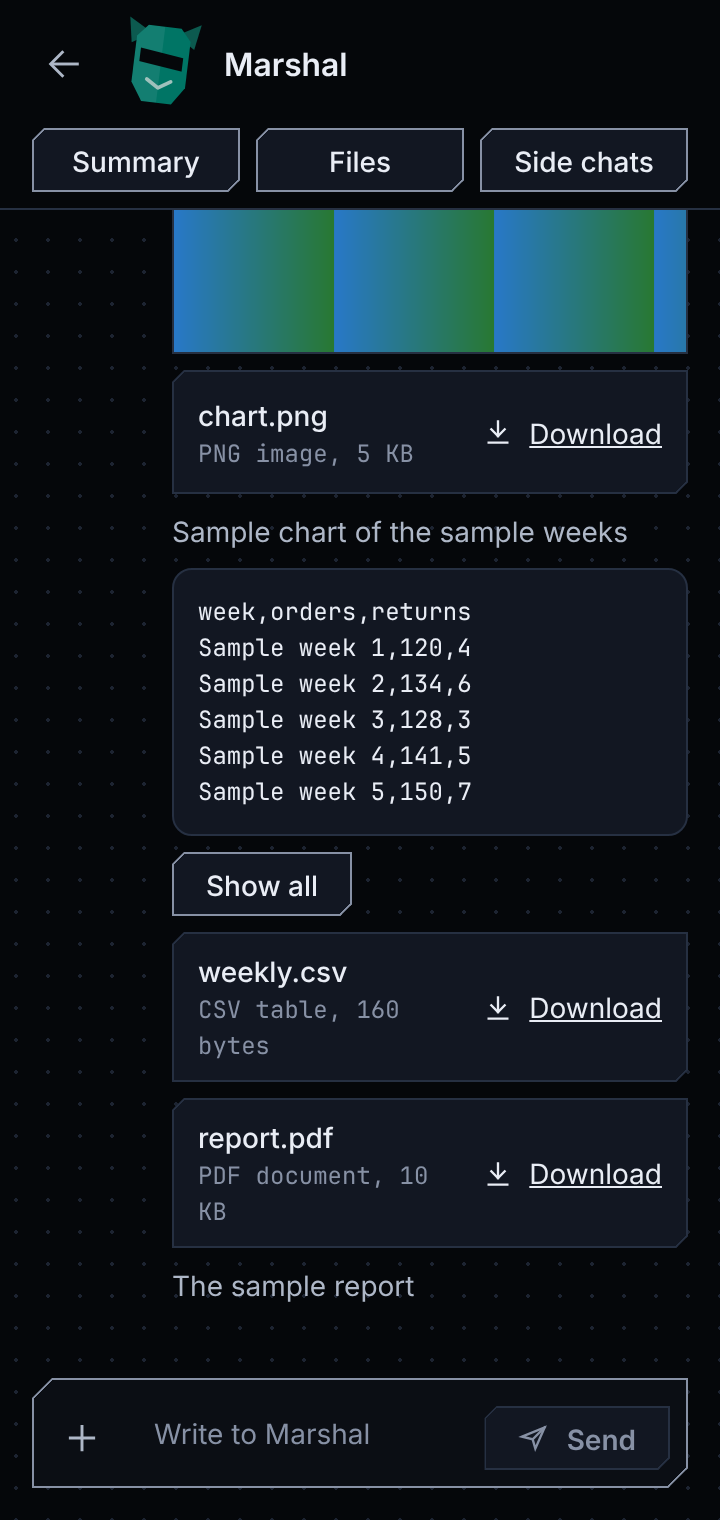 Marshal
Summary
Files
Side chats
chart.png
PNG image, 5 KB
Download
Sample chart of the sample weeks
week,orders,returns
Sample week 1,120,4
Sample week 2,134,6
Sample week 3,128,3
Sample week 4,141,5
Sample week 5,150,7
Show all
weekly.csv
CSV table, 160
bytes
Download
report.pdf
PDF document, 10
KB
Download
The sample report
Write to Marshal
Send